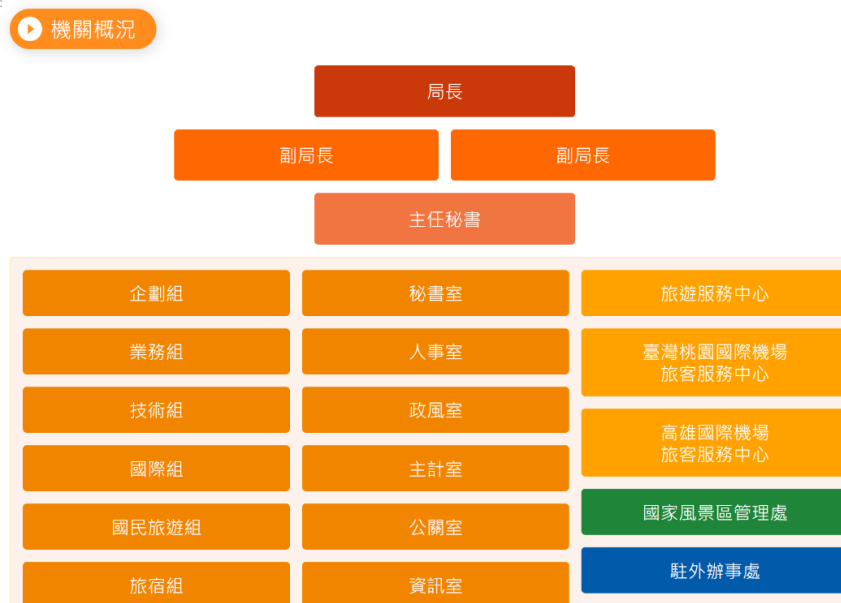 機關概況
局長
副局長
副局長
主任秘書
企劃組
秘書室
旅遊服務中心
業務組
人事室
臺灣桃園國際機場
旅客服務中心
技術組
政風室
高雄國際機場
旅客服務中心
國際組
主計室
國家風景區管理處
國民旅遊組
公關室
駐外辦事處
旅宿組
資訊室